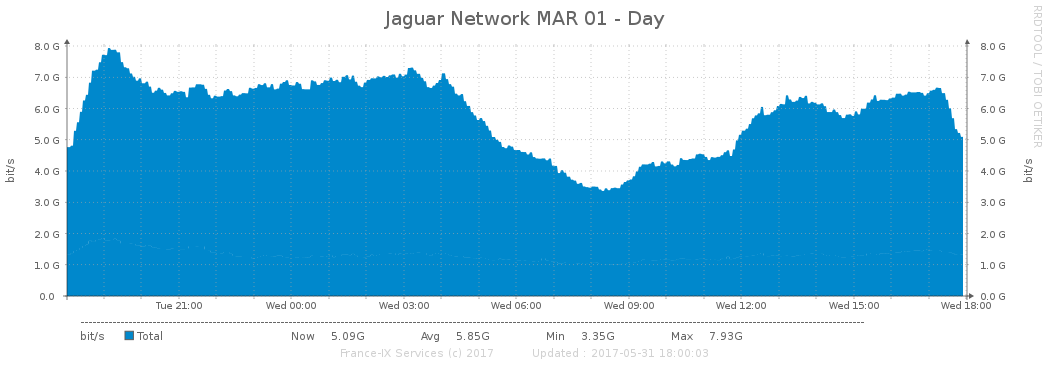 Jaguar Network MAR 01 - Day
RRDTOOL / TOBI OETIKER
bit/s
8.0 G 8.0 G
7.0 G 7.0 G
6.0 G 6.0 G
5.0 G 5.0 G
4.0 G 4.0 G
3.0 G 3.0 G
2.0 G 2.0 G
1.0 G 1.0 G
0.0 0.0 G
bit/s
Tue 21:00 Wed 00:00 Wed 03:00 Wed 06:00 Wed 09:00 Wed 12:00 Wed 15:00 Wed 18:00
bit/s Total Now 5.09G Avg 5.85G Min 3.35G Max 7.93G
France-IX Services (c) 2017 Updated : 2017-05-31 18:00:03